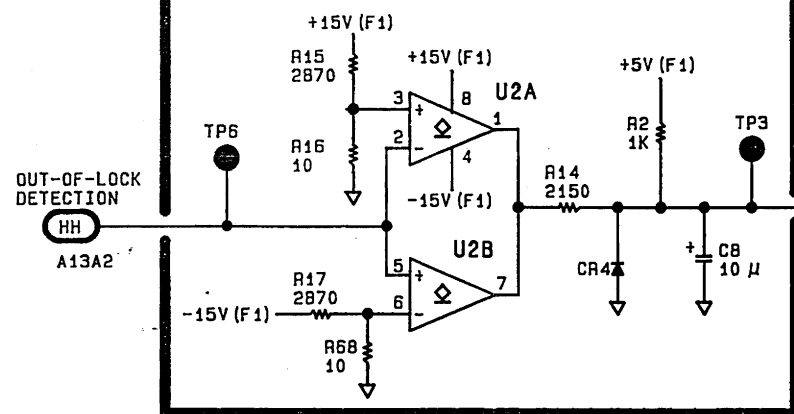 +15V(F1)
R15
2870
+15V(F1)
8
U2A
3
+
1
2
-
4
R16
10
-15V(F1)
TP6
OUT-OF-LOCK
DETECTION
HH
A13A2
+5V(F1)
R2
1K
TP3
R14
2150
U2B
5
+
7
6
-
R17
2870
-15V(F1)
R68
10
CR4
+
C8
10 µ